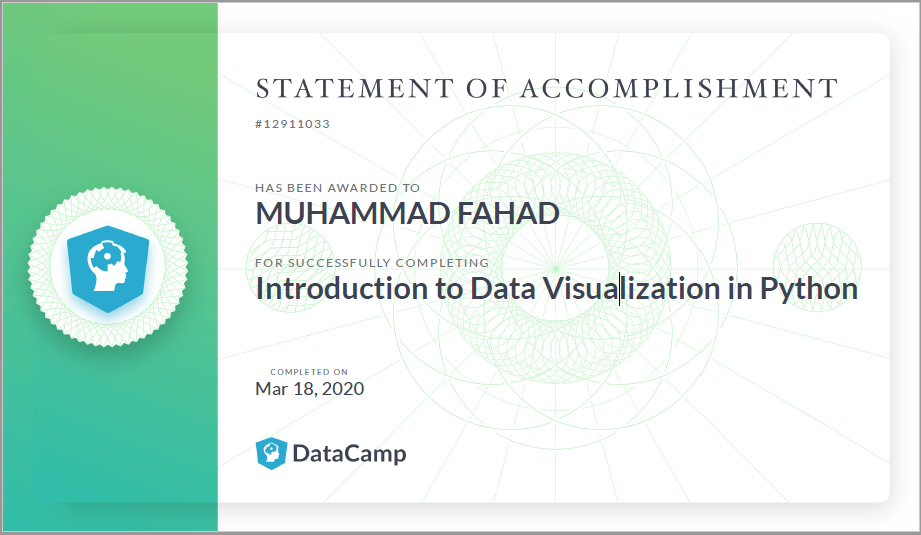 STATEMENT OF ACCOMPLISHMENT
#12911033
HAS BEEN AWARDED TO
MUHAMMAD FAHAD
FOR SUCCESSFULLY COMPLETING
Introduction to Data Visualization in Python
COMPLETED ON
Mar 18, 2020
DataCamp